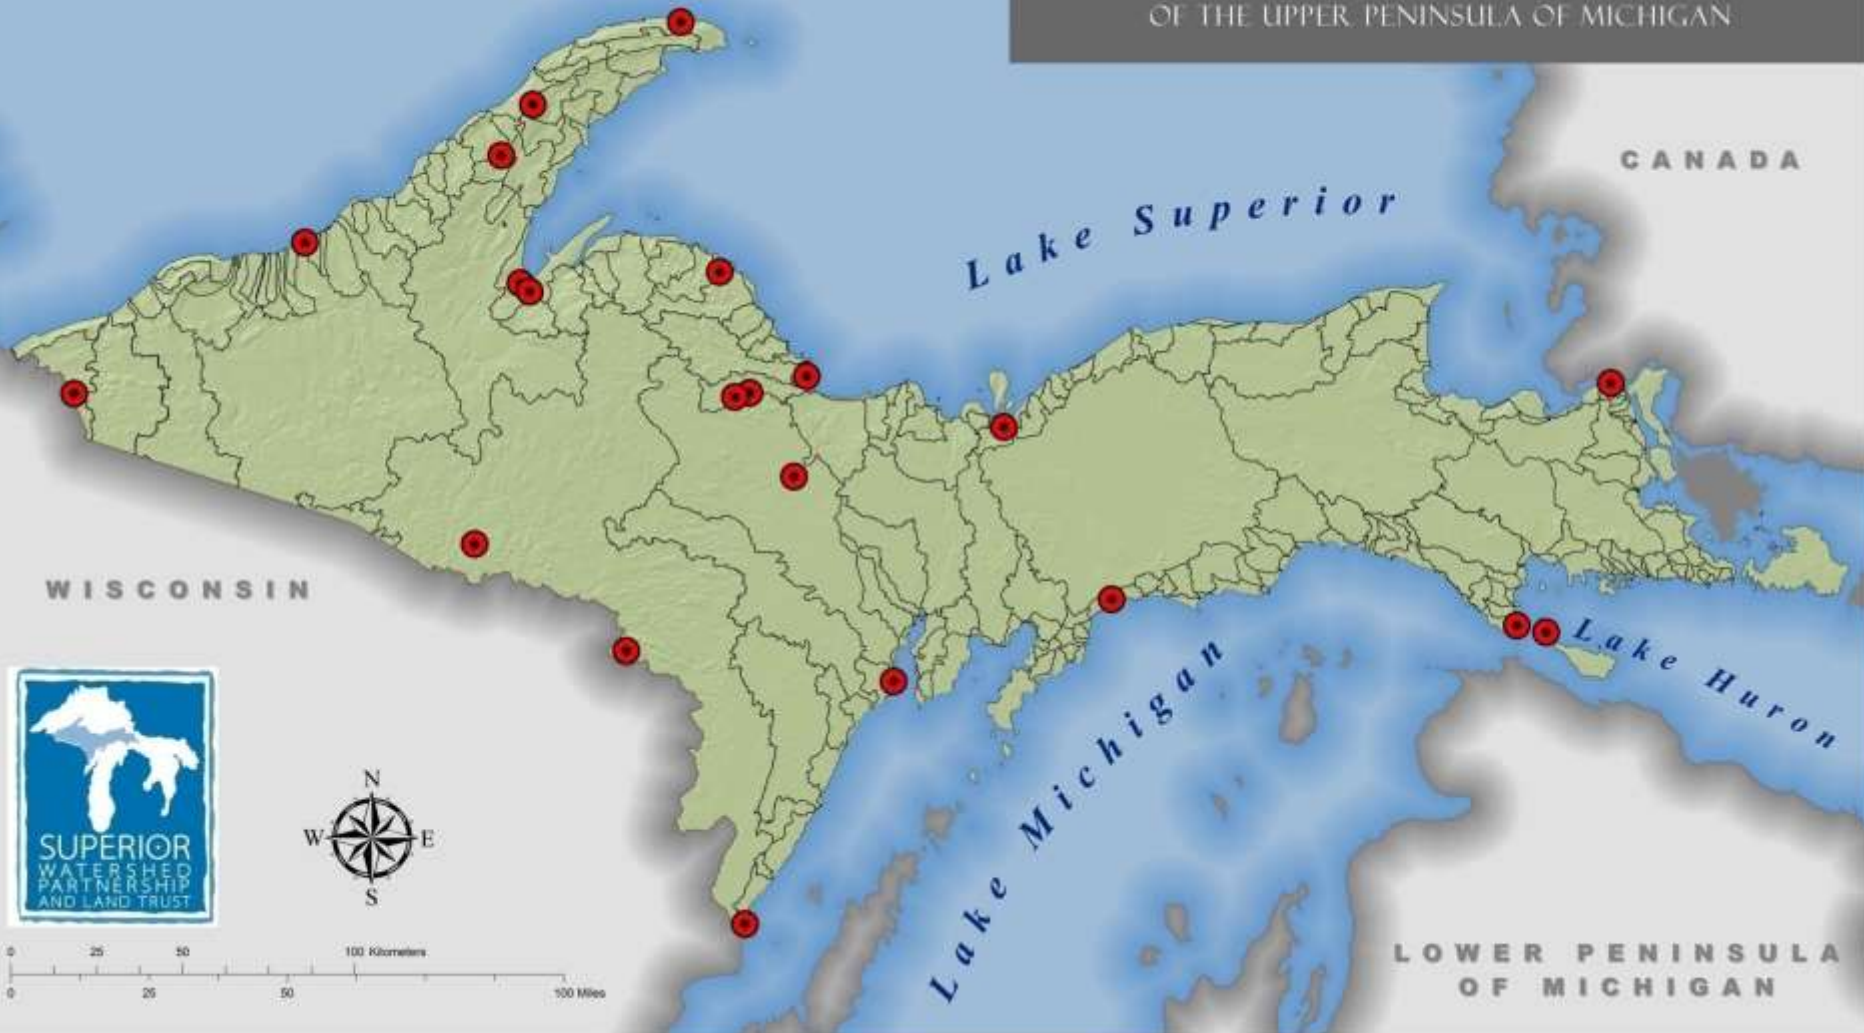 OF THE UPPER PENINSULA OF MICHIGAN
CANADA
Lake Superior
WISCONSIN
Lake Michigan
Lake Huron
SUPERIOR
WATERSHED
PARTNERSHIP
AND LAND TRUST
N
W E
S
0 25 50 100 Kilometers
0 25 50 100 Miles
LOWER PENINSULA
OF MICHIGAN